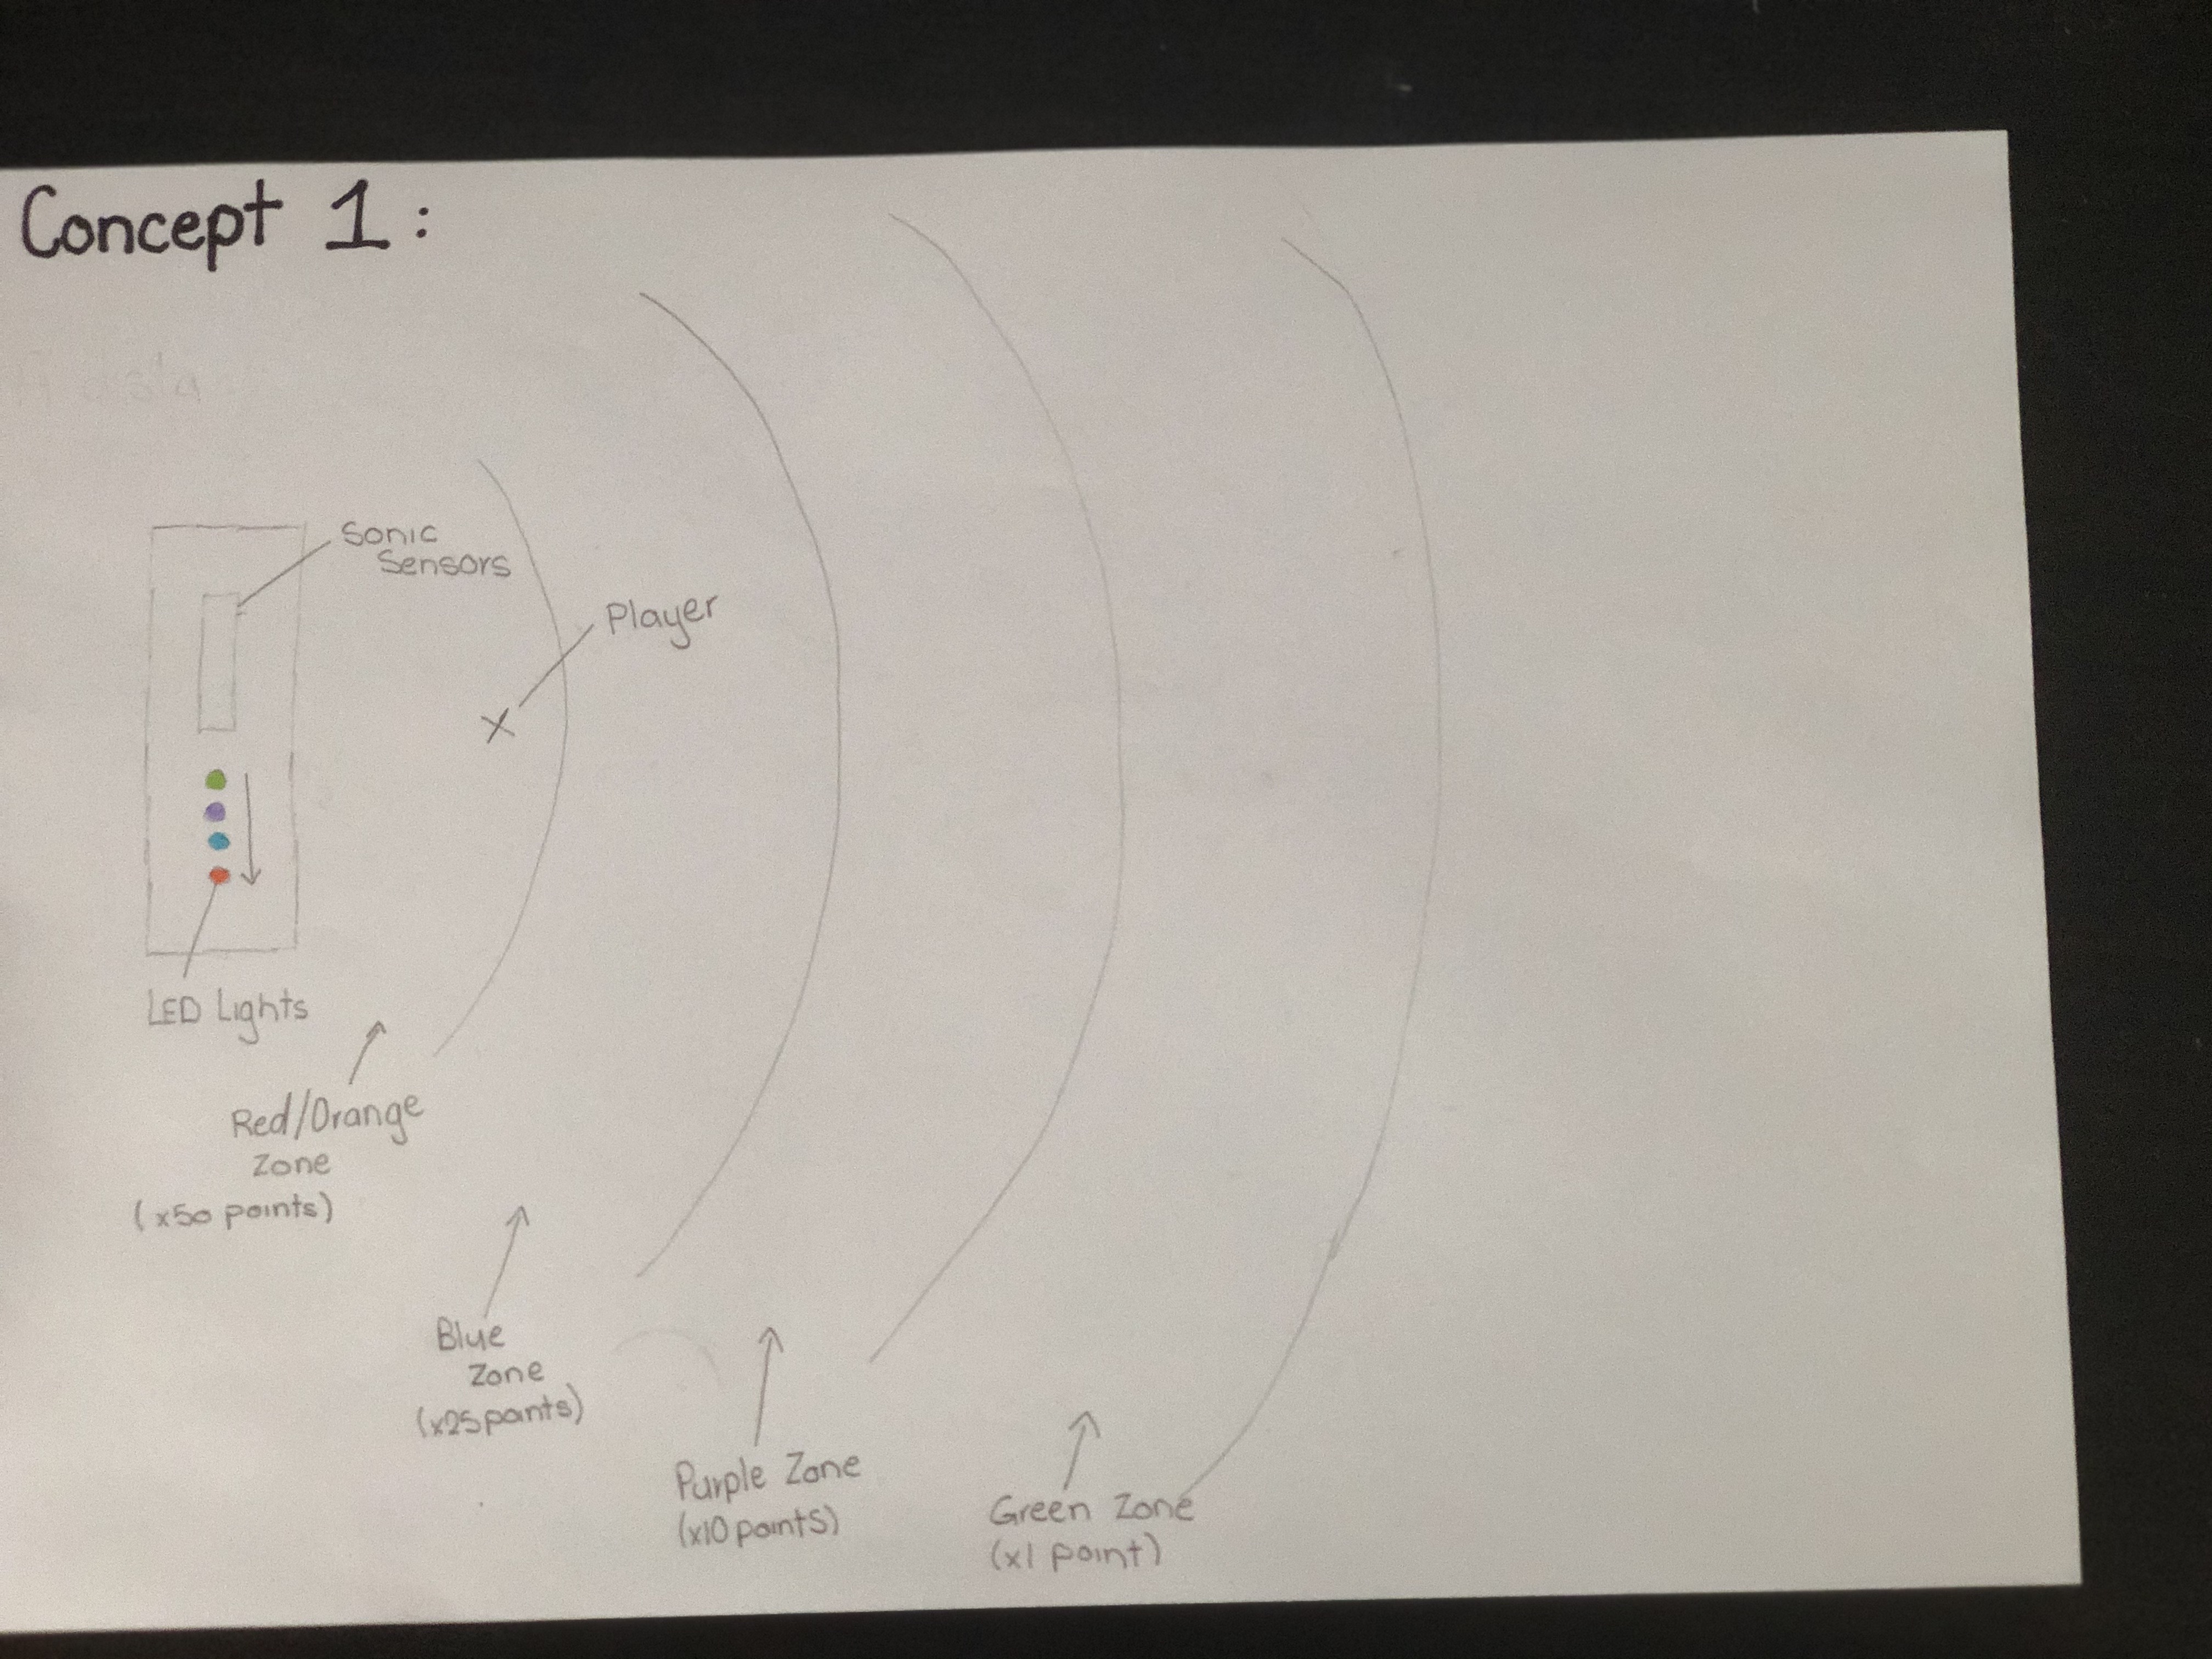 Concept 1:
Sonic
Sensors
Player
LED Lights
Red/Orange
Zone
(x50 points)
Blue
Zone
(x25 points)
Purple Zone
(x10 points)
Green Zone
(x1 point)